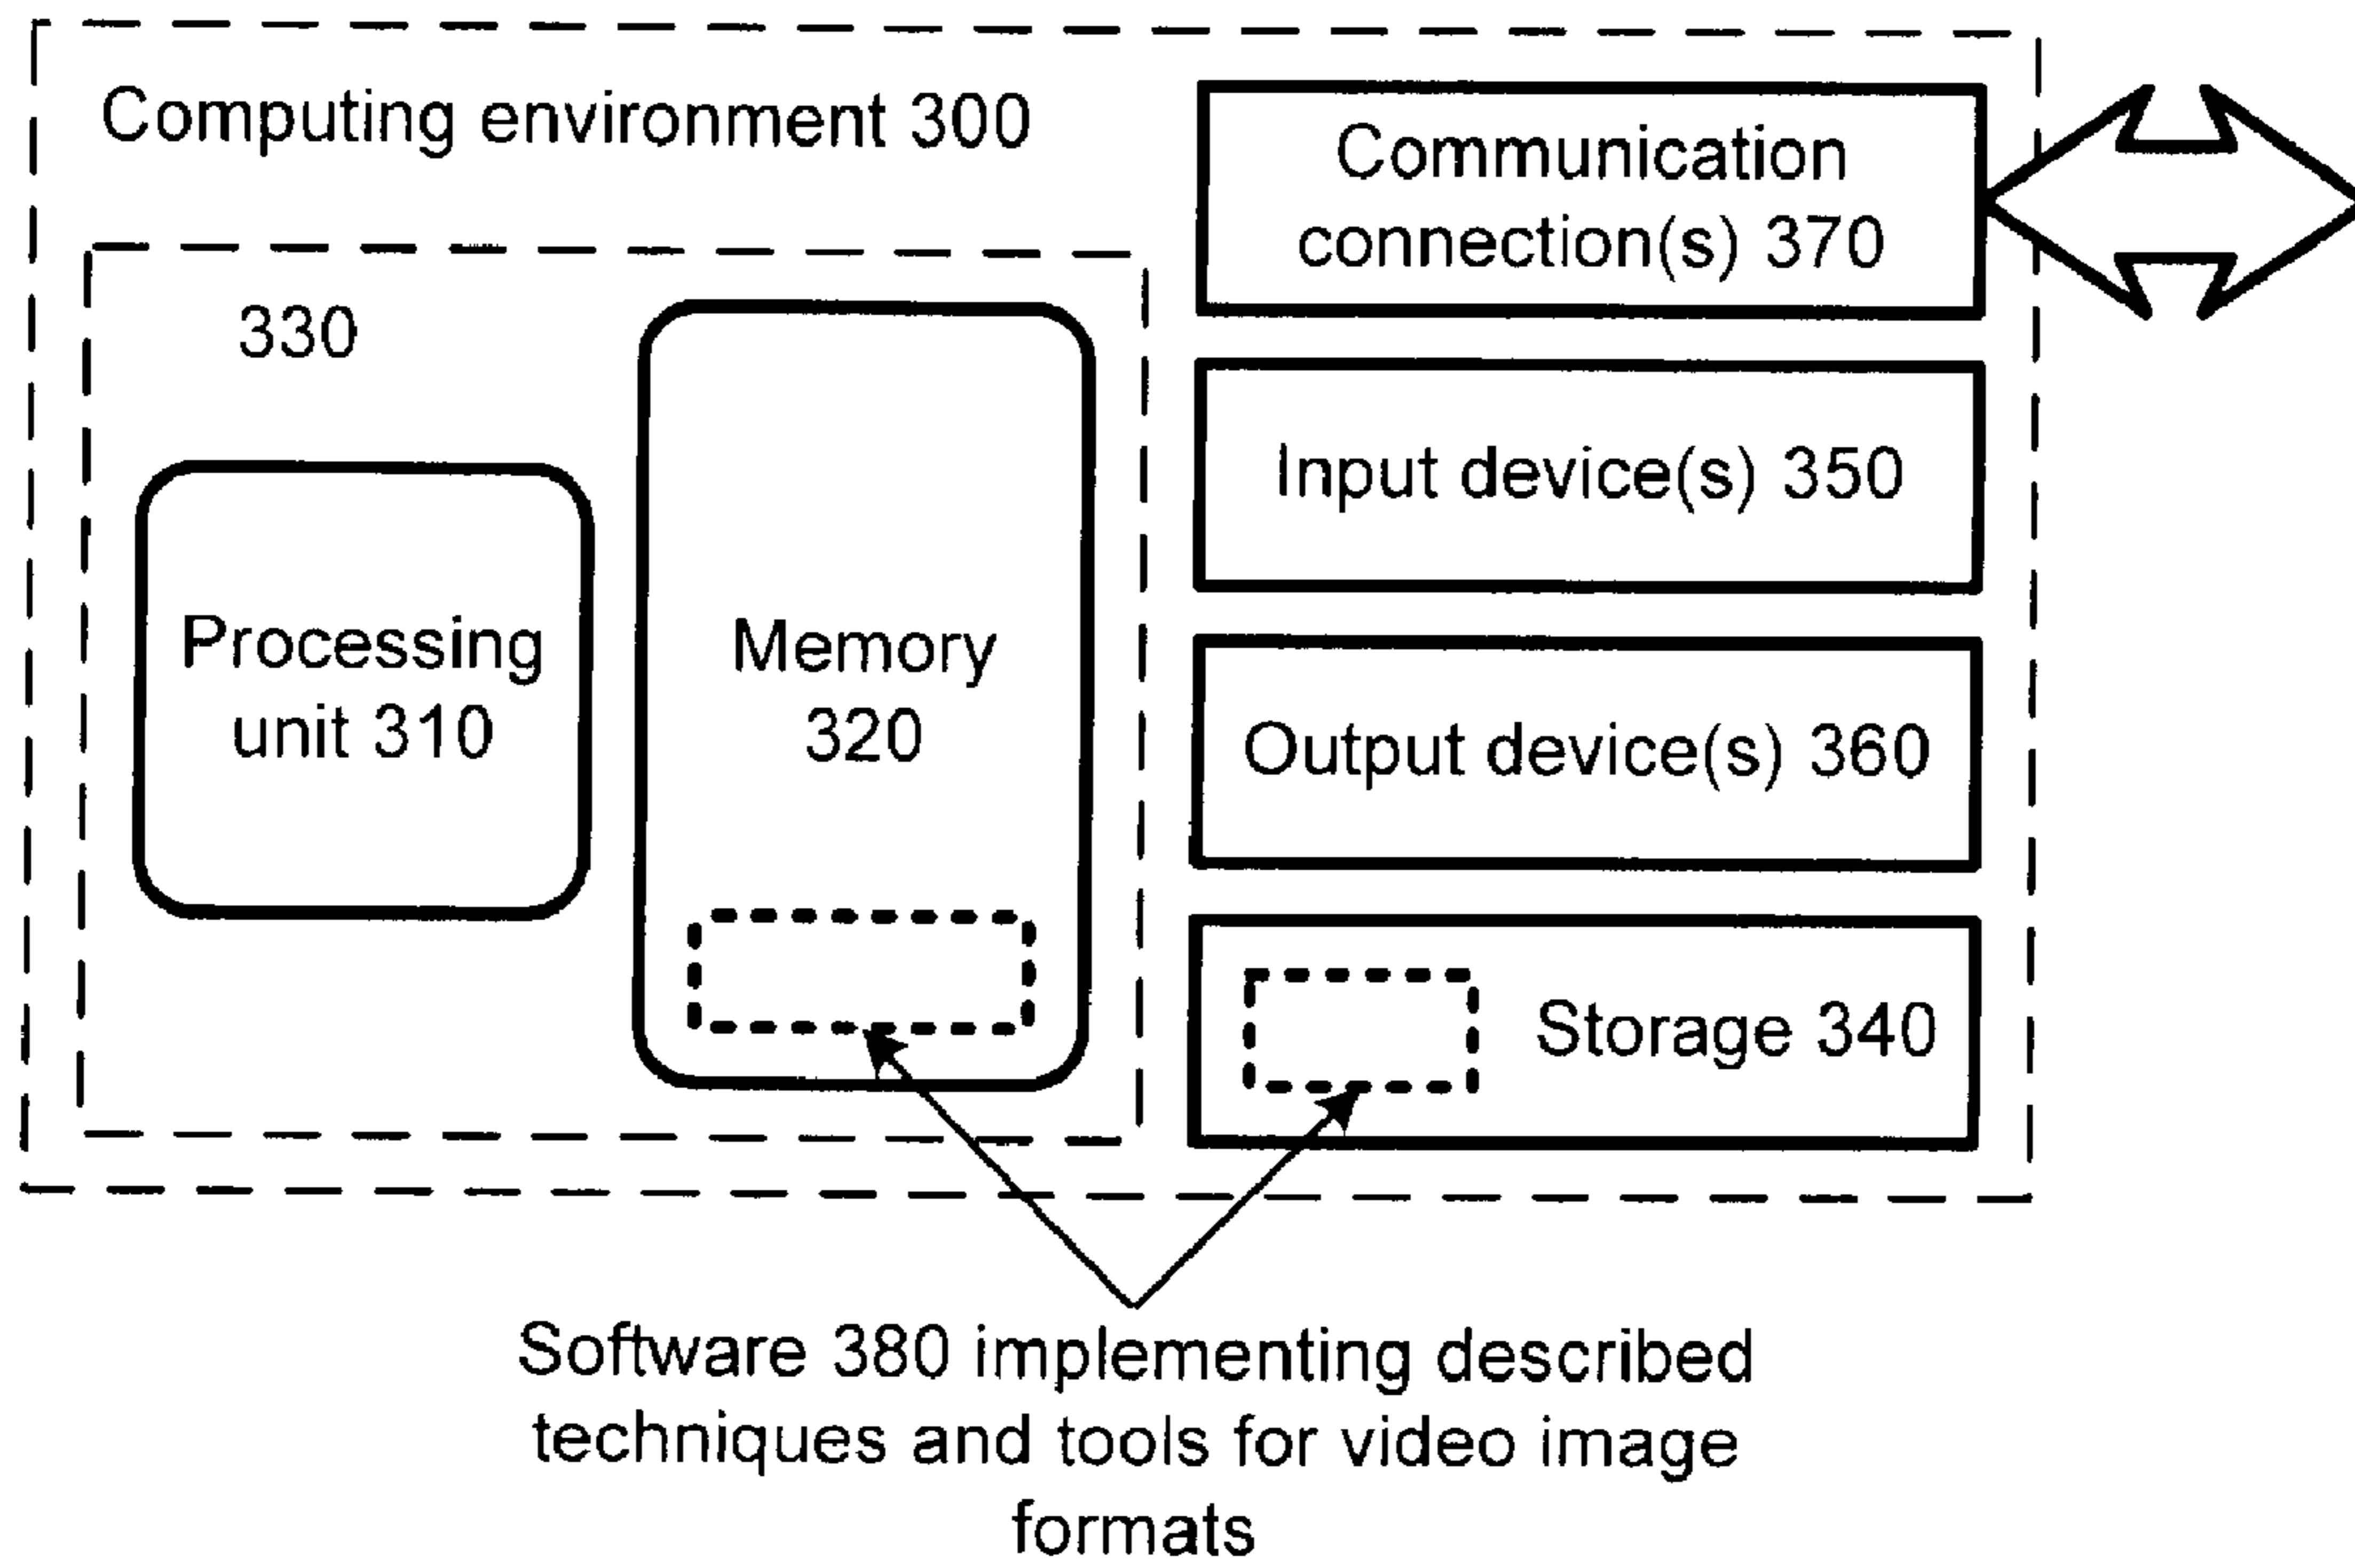 Computing environment 300
330
Processing
unit 310
Memory
320
Communication
connection(s) 370
Input device(s) 350
Output device(s) 360
Storage 340
Software 380 implementing described
techniques and tools for video image
formats